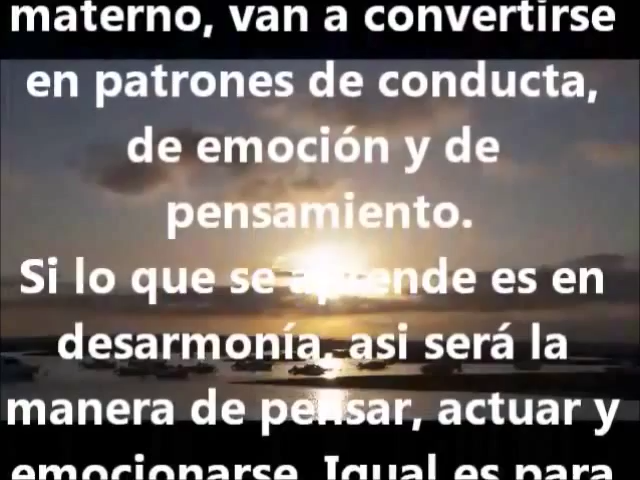 materno, van a convertirse
en patrones de conducta,
de emoción y de
pensamiento.
Si lo que se aprende es en
desarmonía, asi será la
manera de pensar, actuar y
emocionarse. Igual es para